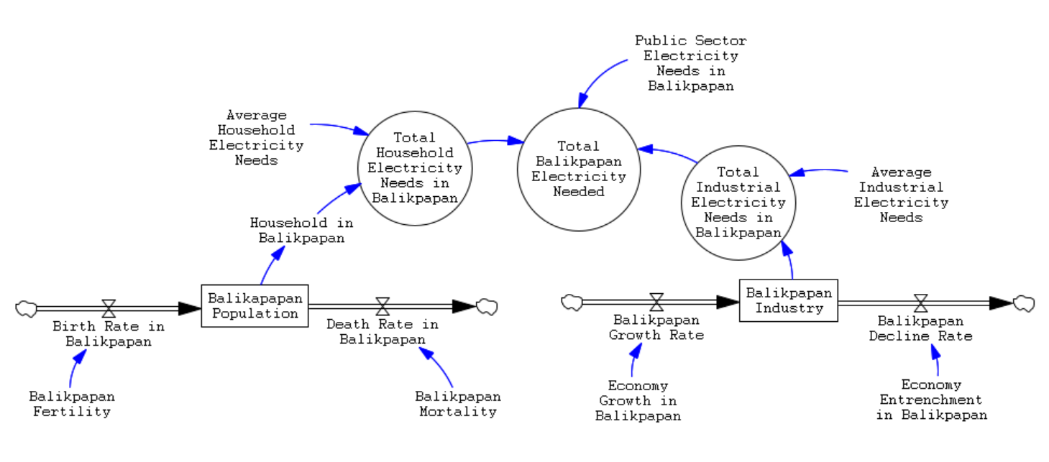 Public Sector
Electricity
Needs in
Balikpapan
Average
Household
Electricity
Needs
Total
Household
Electricity
Needs in
Balikpapan
Total
Balikpapan
Electricity
Needed
Total
Industrial
Electricity
Needs in
Balikpapan
Average
Industrial
Electricity
Needs
Household in
Balikpapan
Balikapapan
Population
Balikpapan
Industry
Birth Rate in
Balikpapan
Death Rate in
Balikpapan
Balikpapan
Growth Rate
Balikpapan
Decline Rate
Balikpapan
Fertility
Balikpapan
Mortality
Economy
Growth in
Balikpapan
Economy
Entrenchment
in Balikpapan